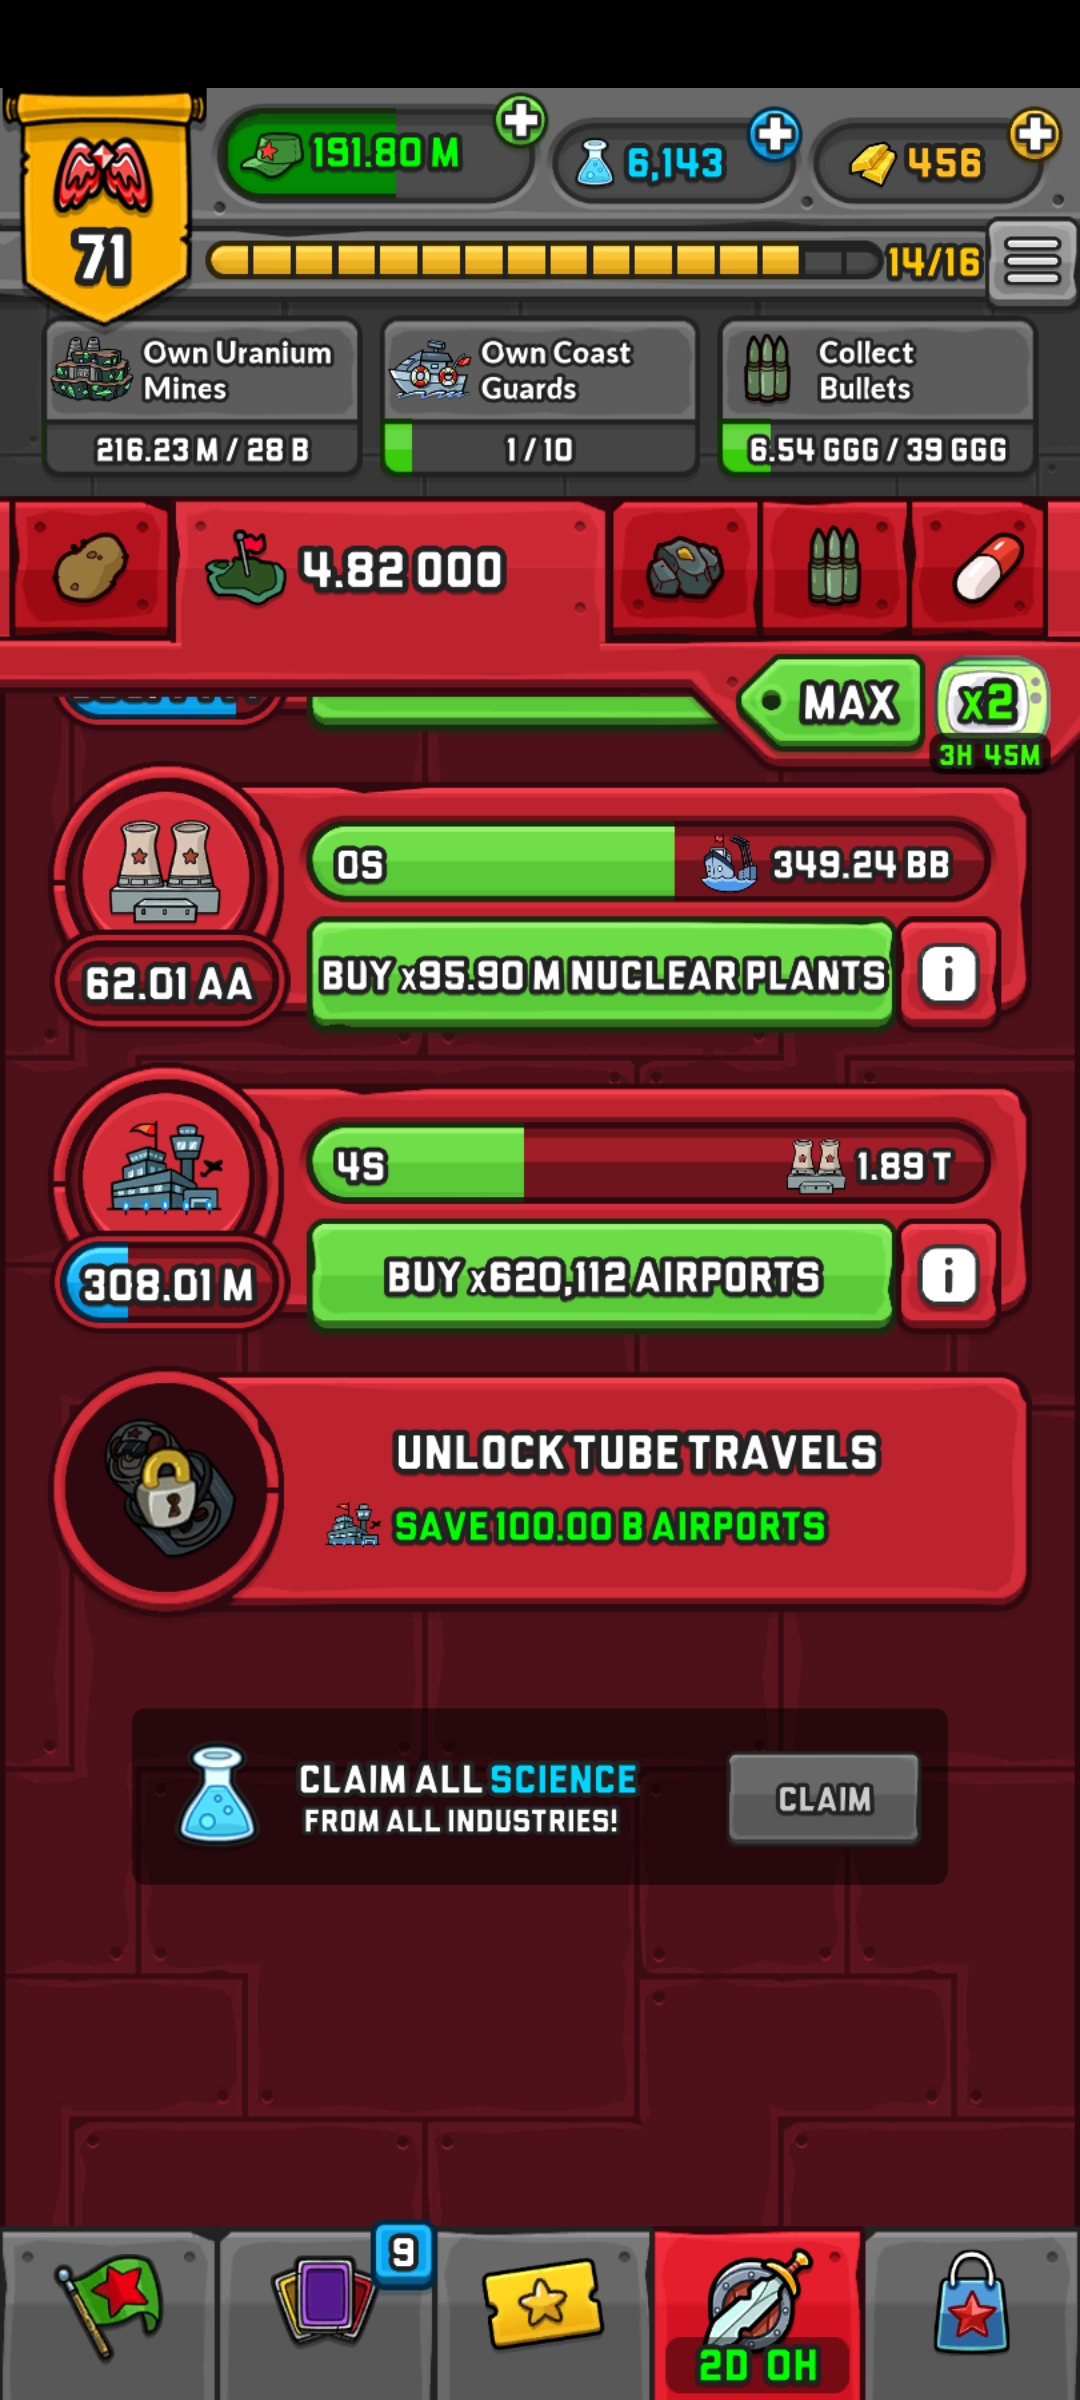 191.80 M
6,143
456
71
14/16
Own Uranium
Mines
216.23 M / 28 B
Own Coast
Guards
1 / 10
Collect
Bullets
6.54 GGG / 39 GGG
4.82 OOO
MAX
x2
3H 45M
0S
349.24 BB
62.01 AA
BUY x95.90 M NUCLEAR PLANTS
i
4S
1.89 T
308.01 M
BUY x620,112 AIRPORTS
i
UNLOCK TUBE TRAVELS
SAVE 100.00 B AIRPORTS
CLAIM ALL SCIENCE
FROM ALL INDUSTRIES!
CLAIM
9
2D 0H